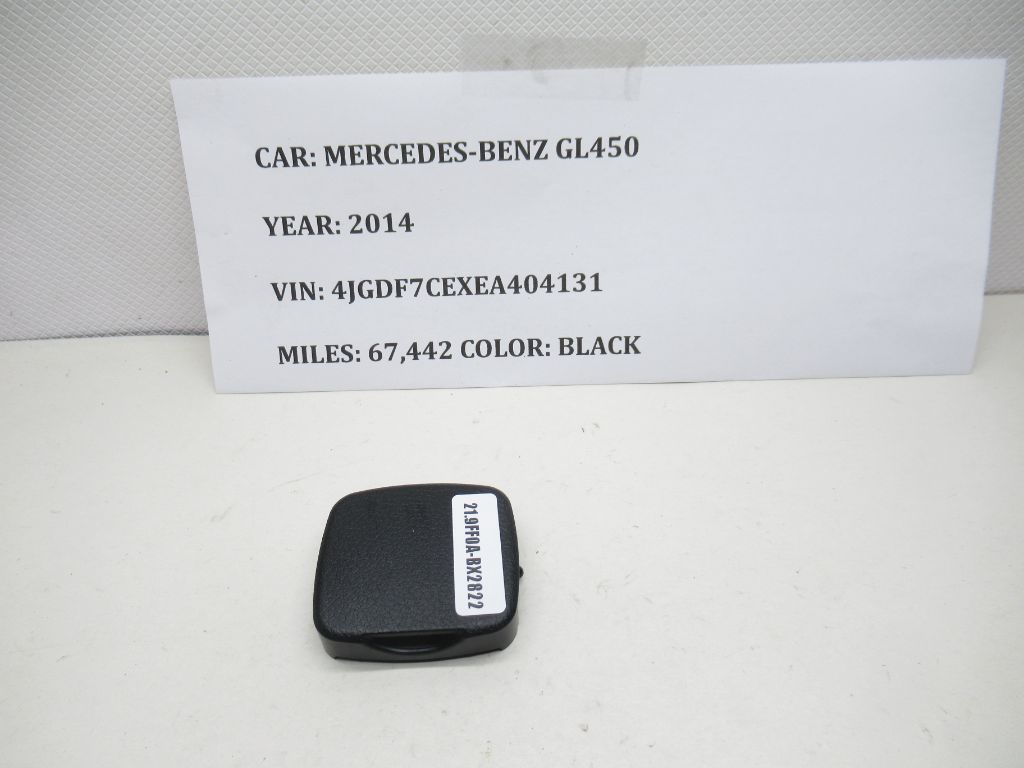 CAR: MERCEDES-BENZ GL450
YEAR: 2014
VIN: 4JGDF7CEXEA404131
MILES: 67,442 COLOR: BLACK
21.9FF0A-BX2822